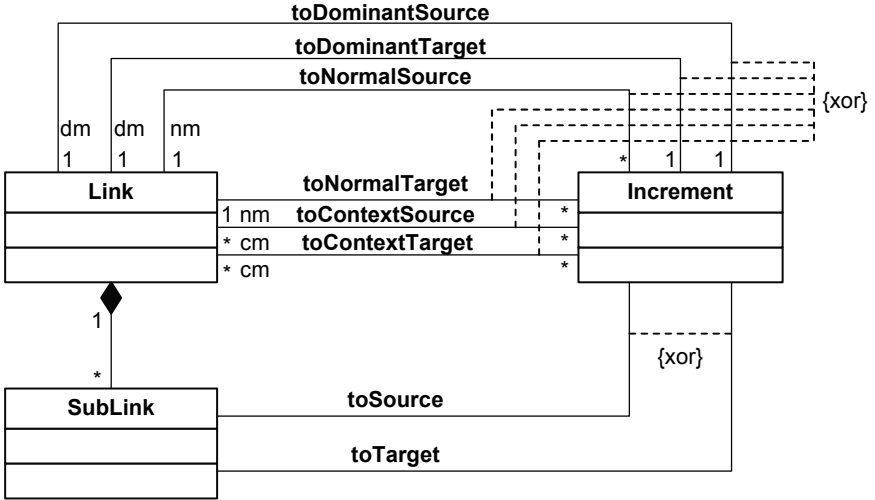 toDominantSource
toDominantTarget
toNormalSource
{xor}
dm dm nm
1 1 1 * 1 1
Link
toNormalTarget
Increment
1 nm toContextSource *
* cm toContextTarget *
* cm *
1
{xor}
*
SubLink
toSource
toTarget